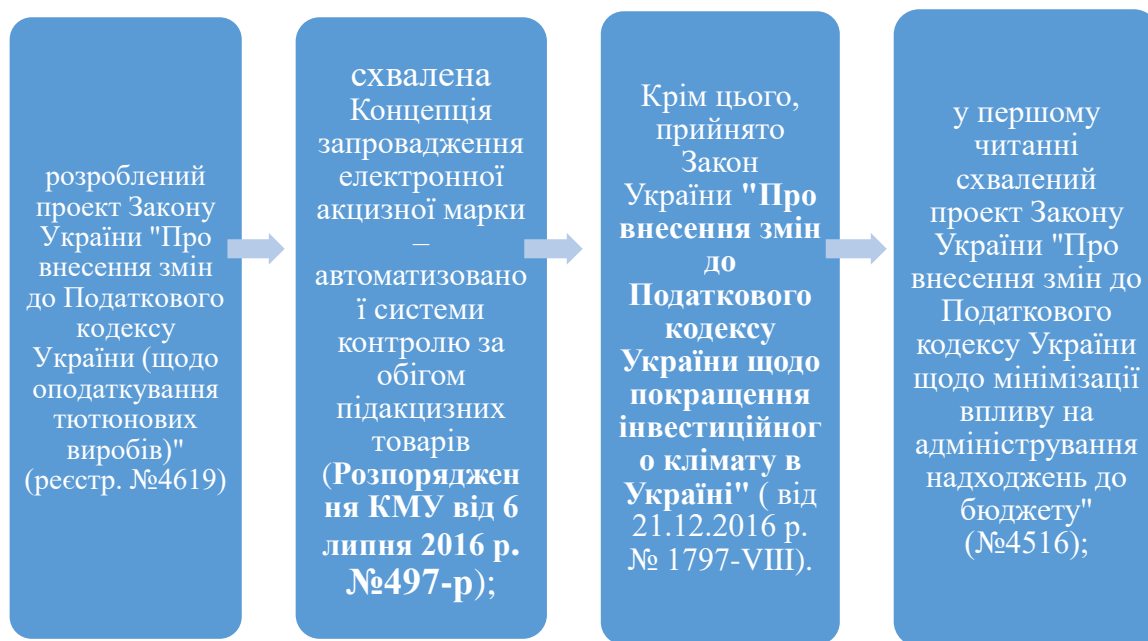 розроблений
проект Закону
України "Про
внесення змін
до Податкового
кодексу
України (щодо
оподаткування
тютюнових
виробів)"
(реєстр. №4619)
схвалена
Концепція
запровадження
електронної
акцизної марки
–
автоматизовано
ї системи
контролю за
обігом
підакцизних
товарів
(Розпоряджен
ня КМУ від 6
липня 2016 р.
№497-р);
Крім цього,
прийнято
Закон
України "Про
внесення змін
до
Податкового
кодексу
України щодо
покращення
інвестиційног
о клімату в
Україні" ( від
21.12.2016 р.
№ 1797-VIII).
у першому
читанні
схвалений
проект Закону
України "Про
внесення змін до
Податкового
кодексу України
щодо мінімізації
впливу на
адміністрування
надходжень до
бюджету"
(№4516);